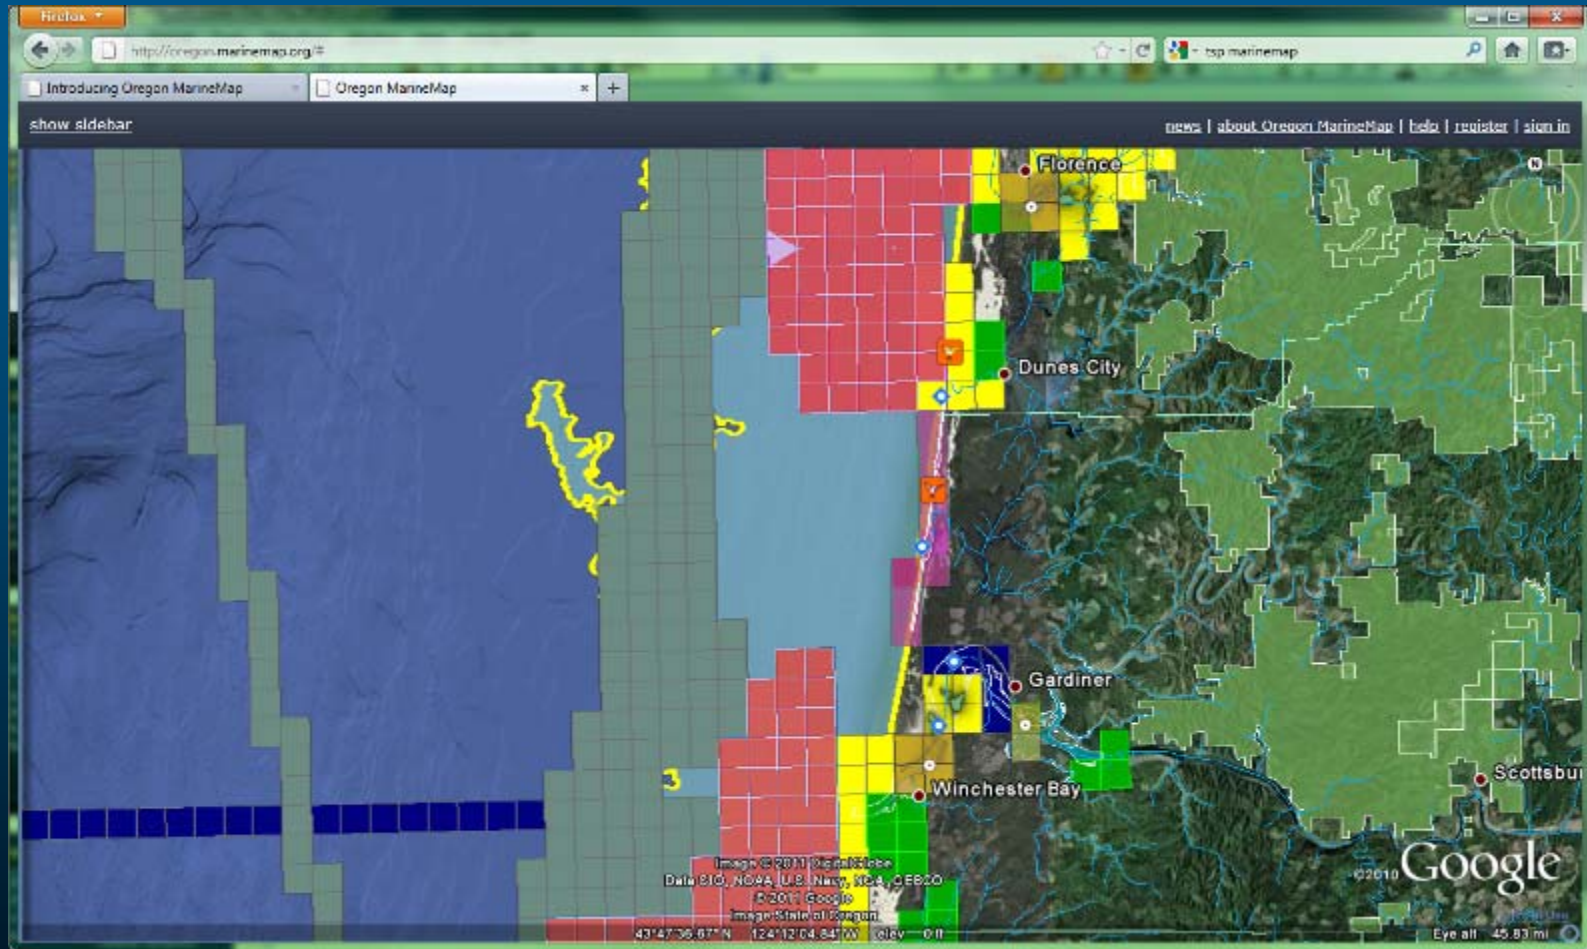 Firefox
http://oregon.marinemap.org/#
tsp marinemap
Introducing Oregon MarineMap
Oregon MarineMap
+
show sidebar
news | about Oregon MarineMap | help | register | sign in
N
Florence
Dunes City
Gardiner
Winchester Bay
Scottsbur
Image © 2011 DigitalGlobe
Data SIO, NOAA, U.S. Navy, NGA, GEBCO
© 2011 Google
Image State of Oregon
©2010 Google
43°47'36.67" N 124°12'04.84" W elev 0 ft
Eye alt 45.83 mi